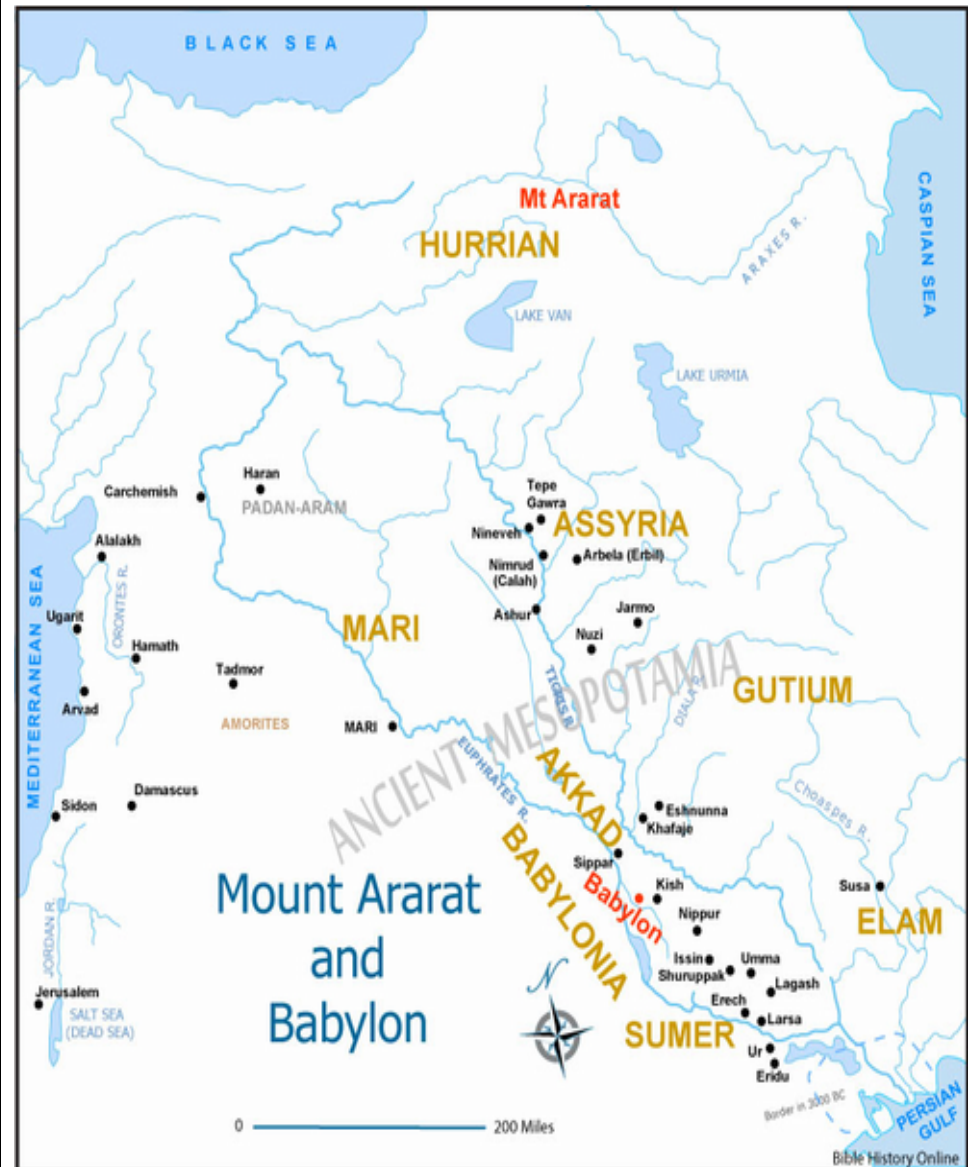 BLACK SEA
CASPIAN SEA
Mt Ararat
HURRIAN
ARAXES R.
LAKE VAN
LAKE URMIA
Haran
Carchemish
PADAN-ARAM
Tepe
Gawra
Nineveh
ASSYRIA
Alalakh
Nimrud
(Calah)
Arbela (Erbil)
MEDITERRANEAN SEA
ORONTES R.
Ugarit
Ashur
Jarmo
MARI
Hamath
Nuzi
Tadmor
TIGRIS R.
DIALA R.
GUTIUM
Arvad
AMORITES
MARI
ANCIENT MESOPOTAMIA
EUPHRATES R.
AKKAD
Damascus
Sidon
Choaspes R.
Eshnunna
Khafaje
BABYLONIA
Sippar
Susa
Mount Ararat
and
Babylon
Babylon
Kish
ELAM
Nippur
JORDAN R.
Issin
Umma
Shuruppak
Lagash
Jerusalem
N
Erech
SALT SEA
(DEAD SEA)
Larsa
SUMER
Ur
Eridu
Border in 3000 BC
PERSIAN
GULF
0 200 Miles
Bible History Online